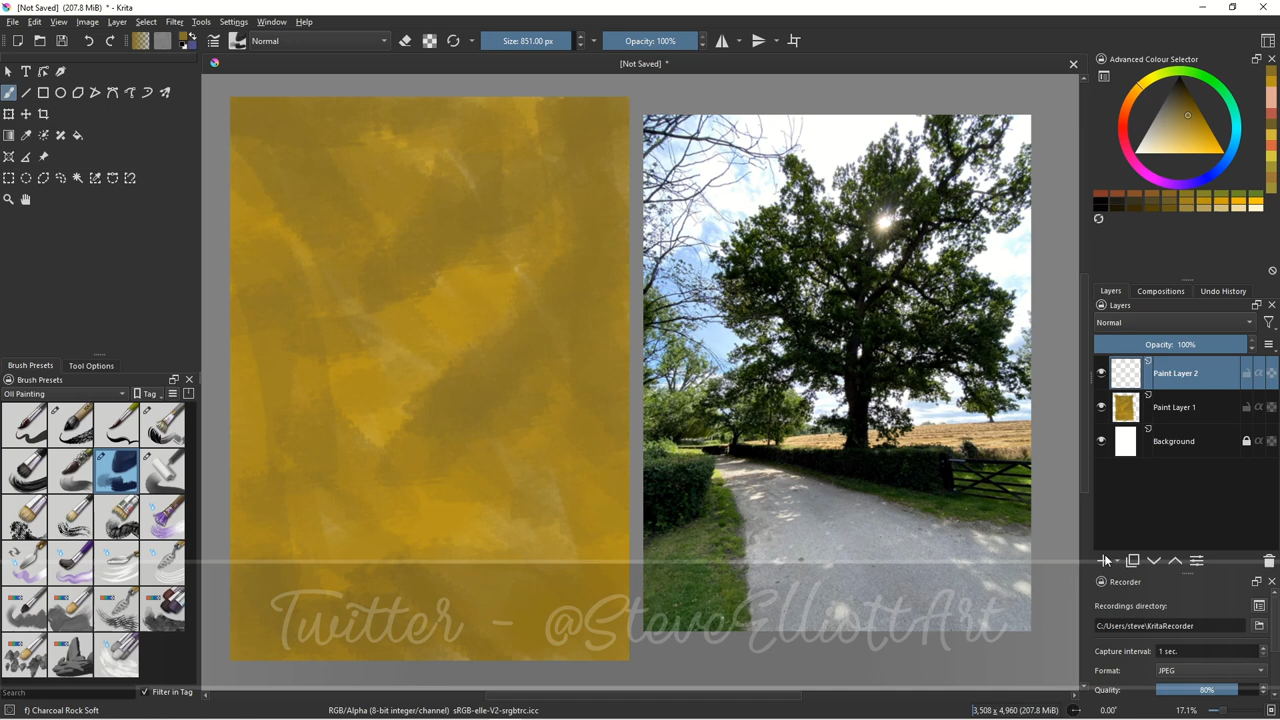 [Not Saved] (207.8 MiB) * - Krita
File Edit View Image Layer Select Filter Tools Settings Window Help
Normal
Size: 851.00 px
Opacity: 100%
[Not Saved] *
Advanced Colour Selector
Layers Compositions Undo History
Layers
Normal
Opacity: 100%
Paint Layer 2
Paint Layer 1
Background
Brush Presets Tool Options
Brush Presets
Oil Painting
Tag
Recorder
Recordings directory:
C:/Users/steve/KritaRecorder
Capture interval: 1 sec.
Format: JPEG
Quality: 80%
Twitter - @SteveElliottArt
Search
Filter in Tag
f) Charcoal Rock Soft
RGB/Alpha (8-bit integer/channel) sRGB-elle-V2-srgbtrc.icc
3,508 x 4,960 (207.8 MiB)
0.00°
17.1%